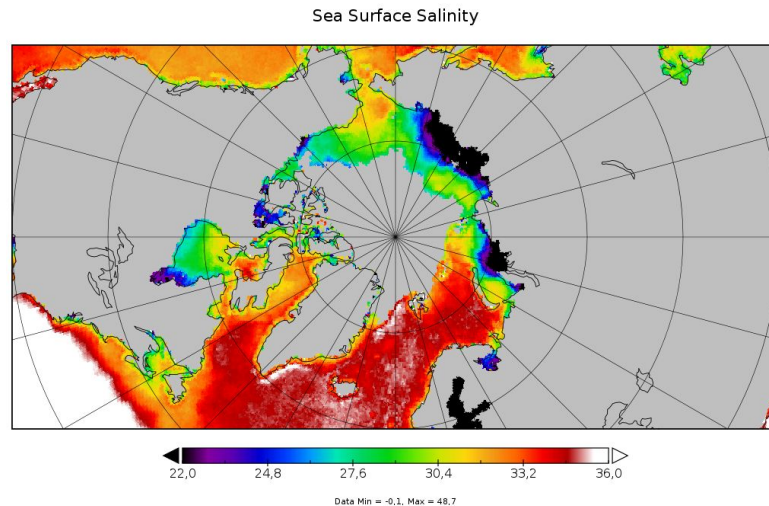 Sea Surface Salinity
22,0 24,8 27,6 30,4 33,2 36,0
Data Min = -0,1, Max = 48,7